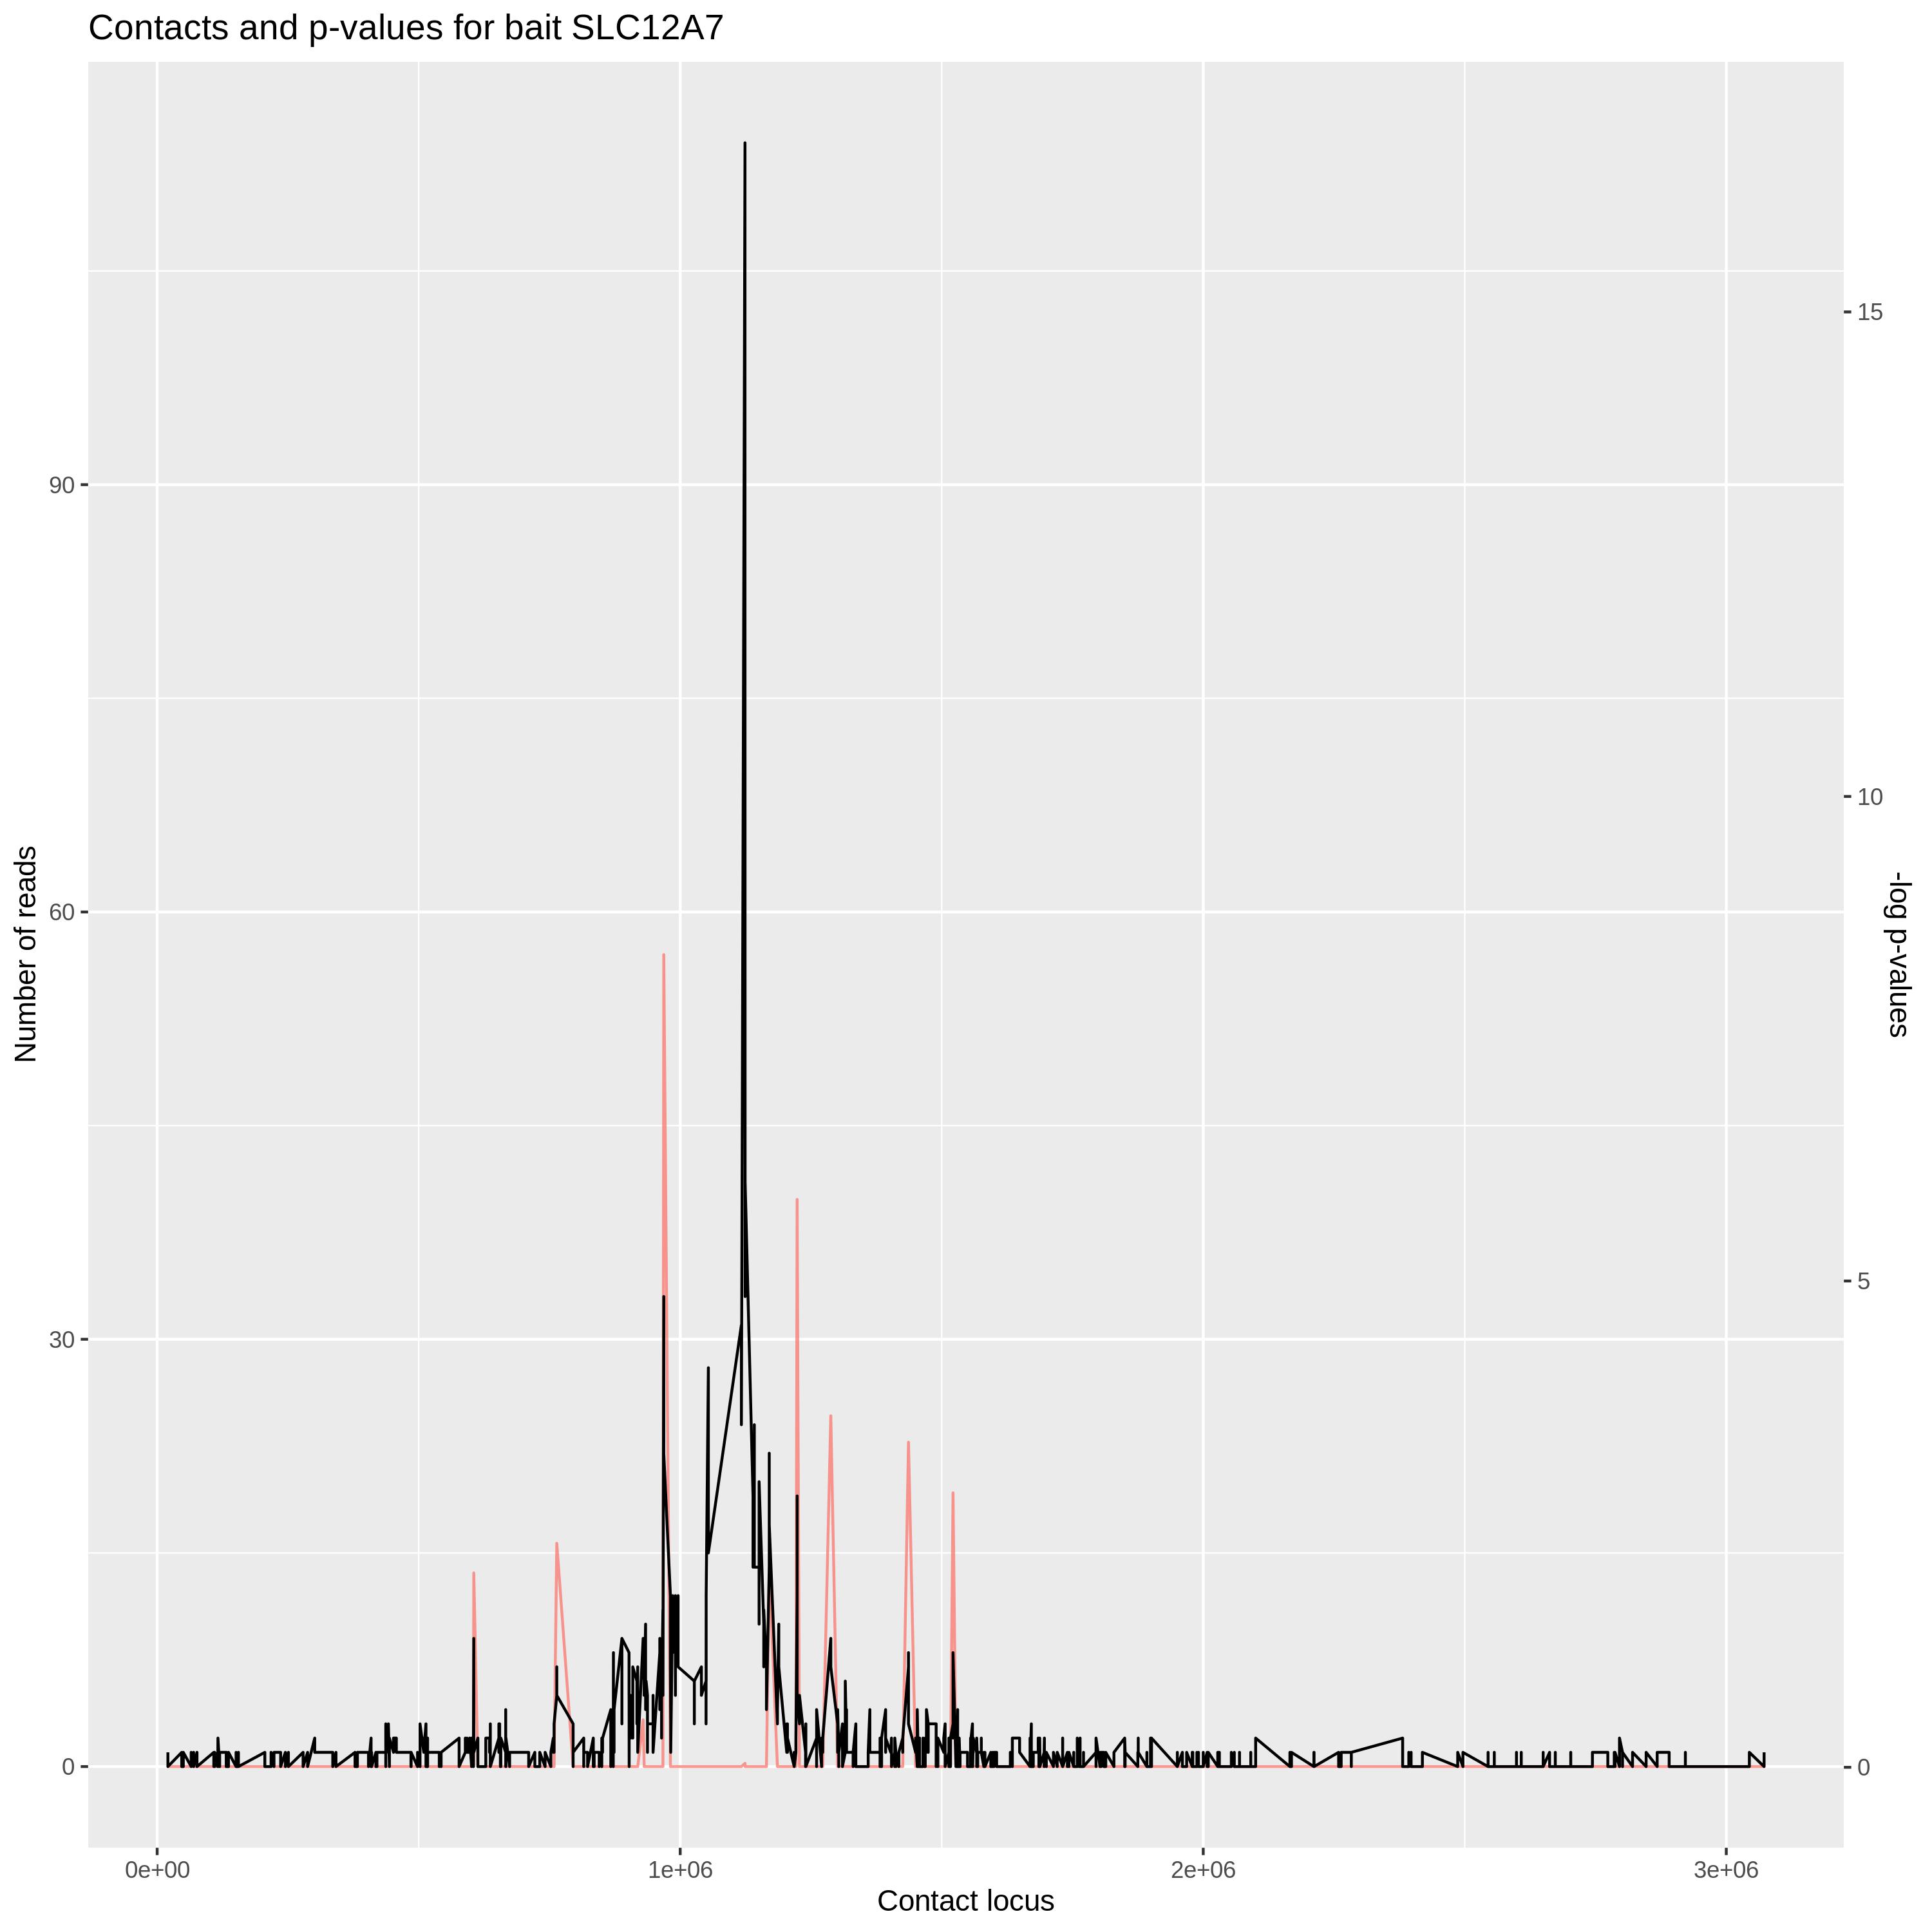 Contacts and p-values for bait SLC12A7
Number of reads
90
60
30
0
15
10
5
0
-log p-values
0e+00 1e+06 2e+06 3e+06
Contact locus